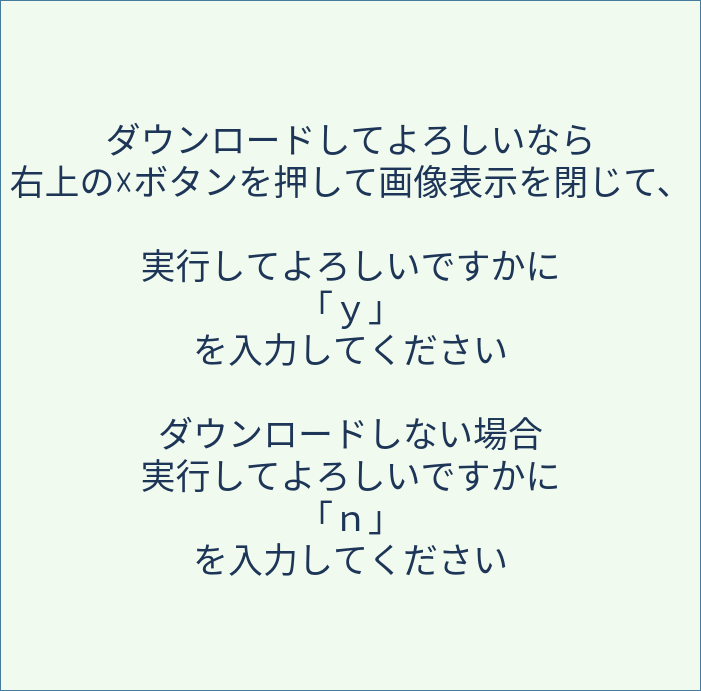 ダウンロードしてよろしいなら
右上の☓ボタンを押して画像表示を閉じて、
実行してよろしいですかに
「ｙ」
を入力してください
ダウンロードしない場合
実行してよろしいですかに
「ｎ」
を入力してください